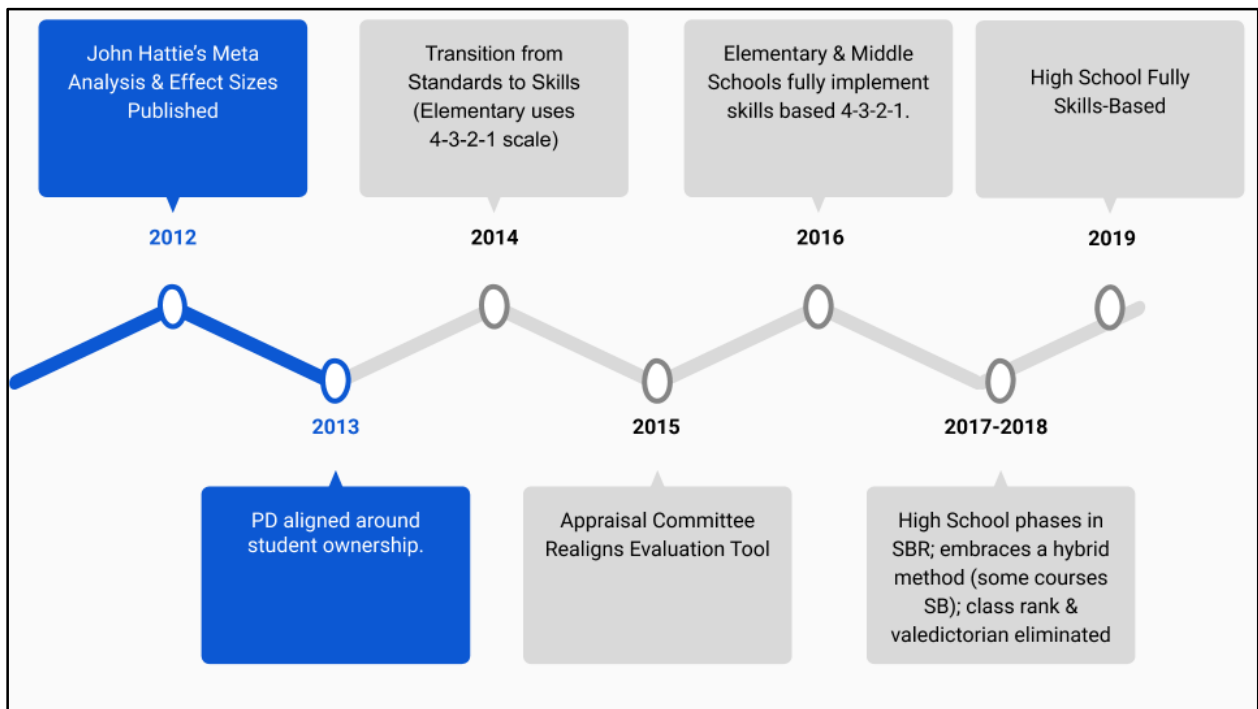 John Hattie's Meta
Analysis & Effect Sizes
Published
2012
PD aligned around
student ownership.
2013
Transition from
Standards to Skills
(Elementary uses
4-3-2-1 scale)
2014
Appraisal Committee
Realigns Evaluation Tool
2015
Elementary & Middle
Schools fully implement
skills based 4-3-2-1.
2016
2017-2018
High School phases in
SBR; embraces a hybrid
method (some courses
SB); class rank &
valedictorian eliminated
High School Fully
Skills-Based
2019